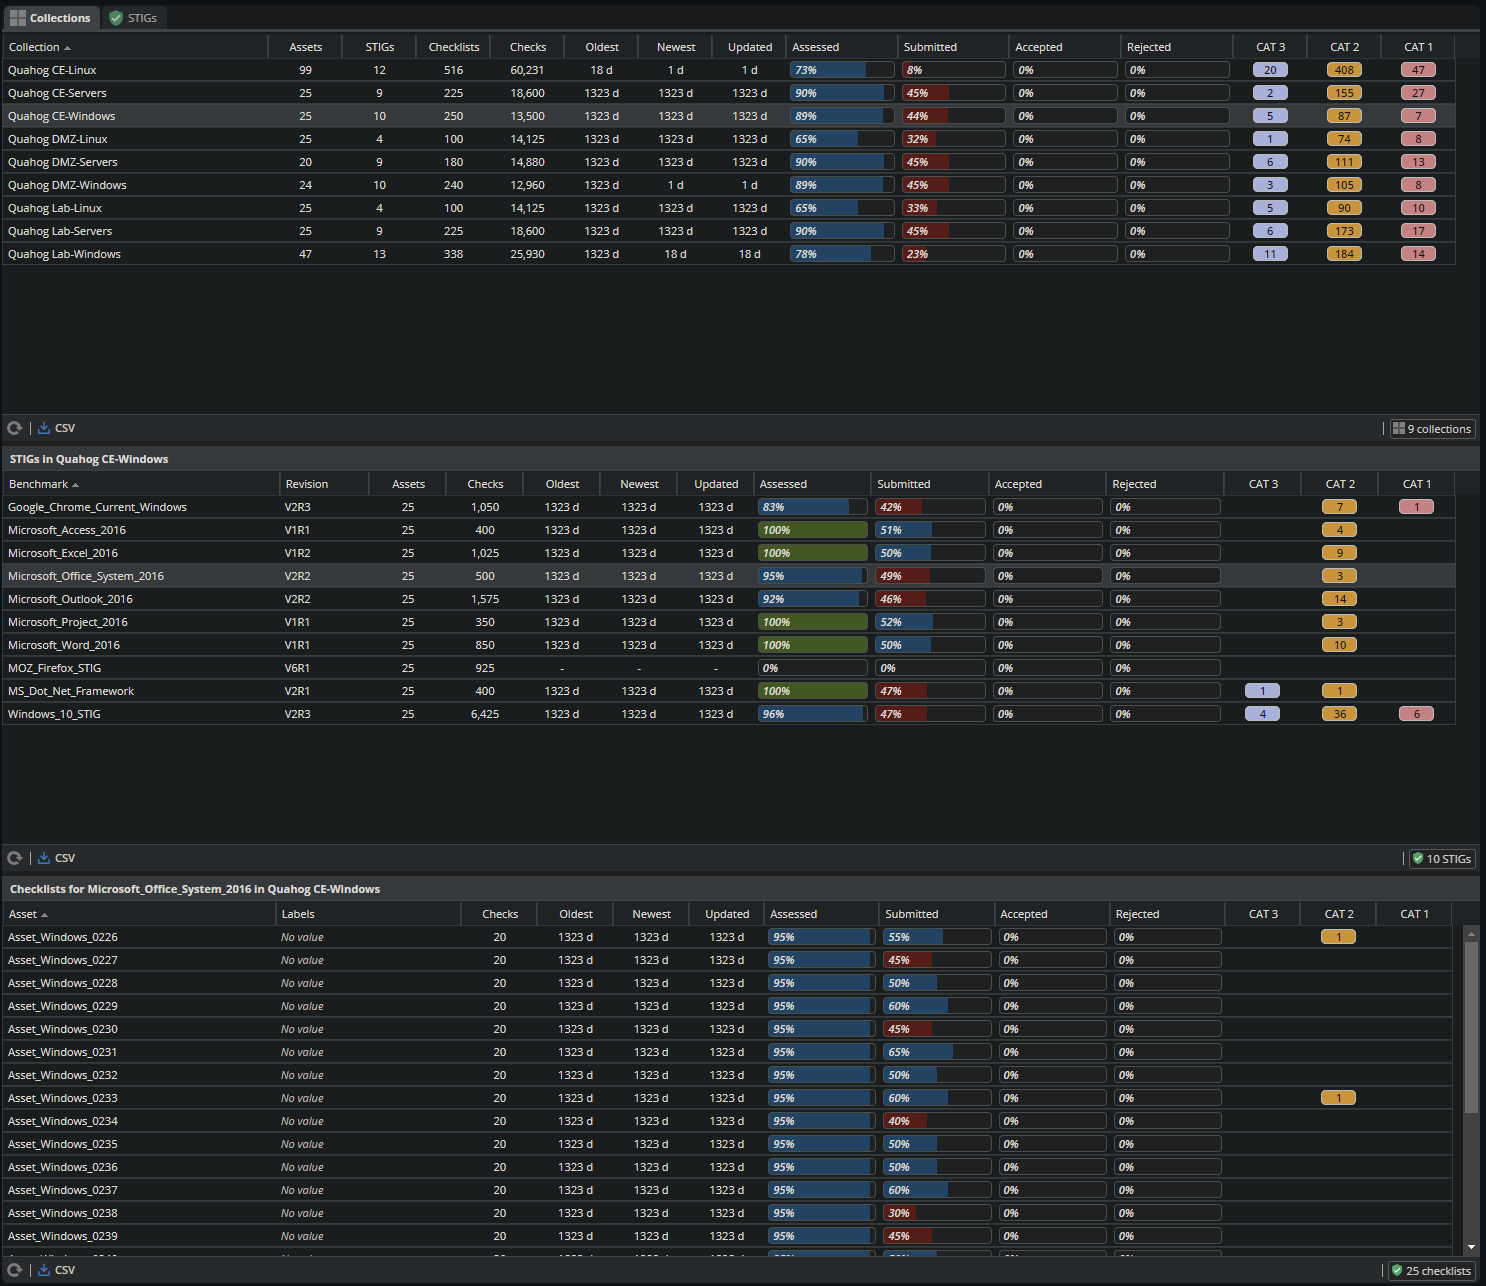 Collections STIGs
Collection Assets STIGs Checklists Checks Oldest Newest Updated Assessed Submitted Accepted Rejected CAT 3 CAT 2 CAT 1
Quahog CE-Linux 99 12 516 60,231 18 d 1 d 1 d 73% 8% 0% 0% 20 408 47
Quahog CE-Servers 25 9 225 18,600 1323 d 1323 d 1323 d 90% 45% 0% 0% 2 155 27
Quahog CE-Windows 25 10 250 13,500 1323 d 1323 d 1323 d 89% 44% 0% 0% 5 87 7
Quahog DMZ-Linux 25 4 100 14,125 1323 d 1323 d 1323 d 65% 32% 0% 0% 1 74 8
Quahog DMZ-Servers 20 9 180 14,880 1323 d 1323 d 1323 d 90% 45% 0% 0% 6 111 13
Quahog DMZ-Windows 24 10 240 12,960 1323 d 1 d 1 d 89% 45% 0% 0% 3 105 8
Quahog Lab-Linux 25 4 100 14,125 1323 d 1323 d 1323 d 65% 33% 0% 0% 5 90 10
Quahog Lab-Servers 25 9 225 18,600 1323 d 1323 d 1323 d 90% 45% 0% 0% 6 173 17
Quahog Lab-Windows 47 13 338 25,930 1323 d 18 d 18 d 78% 23% 0% 0% 11 184 14
CSV 9 collections
STIGs in Quahog CE-Windows
Benchmark Revision Assets Checks Oldest Newest Updated Assessed Submitted Accepted Rejected CAT 3 CAT 2 CAT 1
Google_Chrome_Current_Windows V2R3 25 1,050 1323 d 1323 d 1323 d 83% 42% 0% 0% 7 1
Microsoft_Access_2016 V1R1 25 400 1323 d 1323 d 1323 d 100% 51% 0% 0% 4
Microsoft_Excel_2016 V1R2 25 1,025 1323 d 1323 d 1323 d 100% 50% 0% 0% 9
Microsoft_Office_System_2016 V2R2 25 500 1323 d 1323 d 1323 d 95% 49% 0% 0% 3
Microsoft_Outlook_2016 V2R2 25 1,575 1323 d 1323 d 1323 d 92% 46% 0% 0% 14
Microsoft_Project_2016 V1R1 25 350 1323 d 1323 d 1323 d 100% 52% 0% 0% 3
Microsoft_Word_2016 V1R1 25 850 1323 d 1323 d 1323 d 100% 50% 0% 0% 10
MOZ_Firefox_STIG V6R1 25 925 - - - 0% 0% 0% 0%
MS_Dot_Net_Framework V2R1 25 400 1323 d 1323 d 1323 d 100% 47% 0% 0% 1 1
Windows_10_STIG V2R3 25 6,425 1323 d 1323 d 1323 d 96% 47% 0% 0% 4 36 6
CSV 10 STIGs
Checklists for Microsoft_Office_System_2016 in Quahog CE-Windows
Asset Labels Checks Oldest Newest Updated Assessed Submitted Accepted Rejected CAT 3 CAT 2 CAT 1
Asset_Windows_0226 No value 20 1323 d 1323 d 1323 d 95% 55% 0% 0% 1
Asset_Windows_0227 No value 20 1323 d 1323 d 1323 d 95% 45% 0% 0%
Asset_Windows_0228 No value 20 1323 d 1323 d 1323 d 95% 50% 0% 0%
Asset_Windows_0229 No value 20 1323 d 1323 d 1323 d 95% 60% 0% 0%
Asset_Windows_0230 No value 20 1323 d 1323 d 1323 d 95% 45% 0% 0%
Asset_Windows_0231 No value 20 1323 d 1323 d 1323 d 95% 65% 0% 0%
Asset_Windows_0232 No value 20 1323 d 1323 d 1323 d 95% 50% 0% 0%
Asset_Windows_0233 No value 20 1323 d 1323 d 1323 d 95% 60% 0% 0% 1
Asset_Windows_0234 No value 20 1323 d 1323 d 1323 d 95% 40% 0% 0%
Asset_Windows_0235 No value 20 1323 d 1323 d 1323 d 95% 50% 0% 0%
Asset_Windows_0236 No value 20 1323 d 1323 d 1323 d 95% 50% 0% 0%
Asset_Windows_0237 No value 20 1323 d 1323 d 1323 d 95% 60% 0% 0%
Asset_Windows_0238 No value 20 1323 d 1323 d 1323 d 95% 30% 0% 0%
Asset_Windows_0239 No value 20 1323 d 1323 d 1323 d 95% 45% 0% 0%
CSV 25 checklists